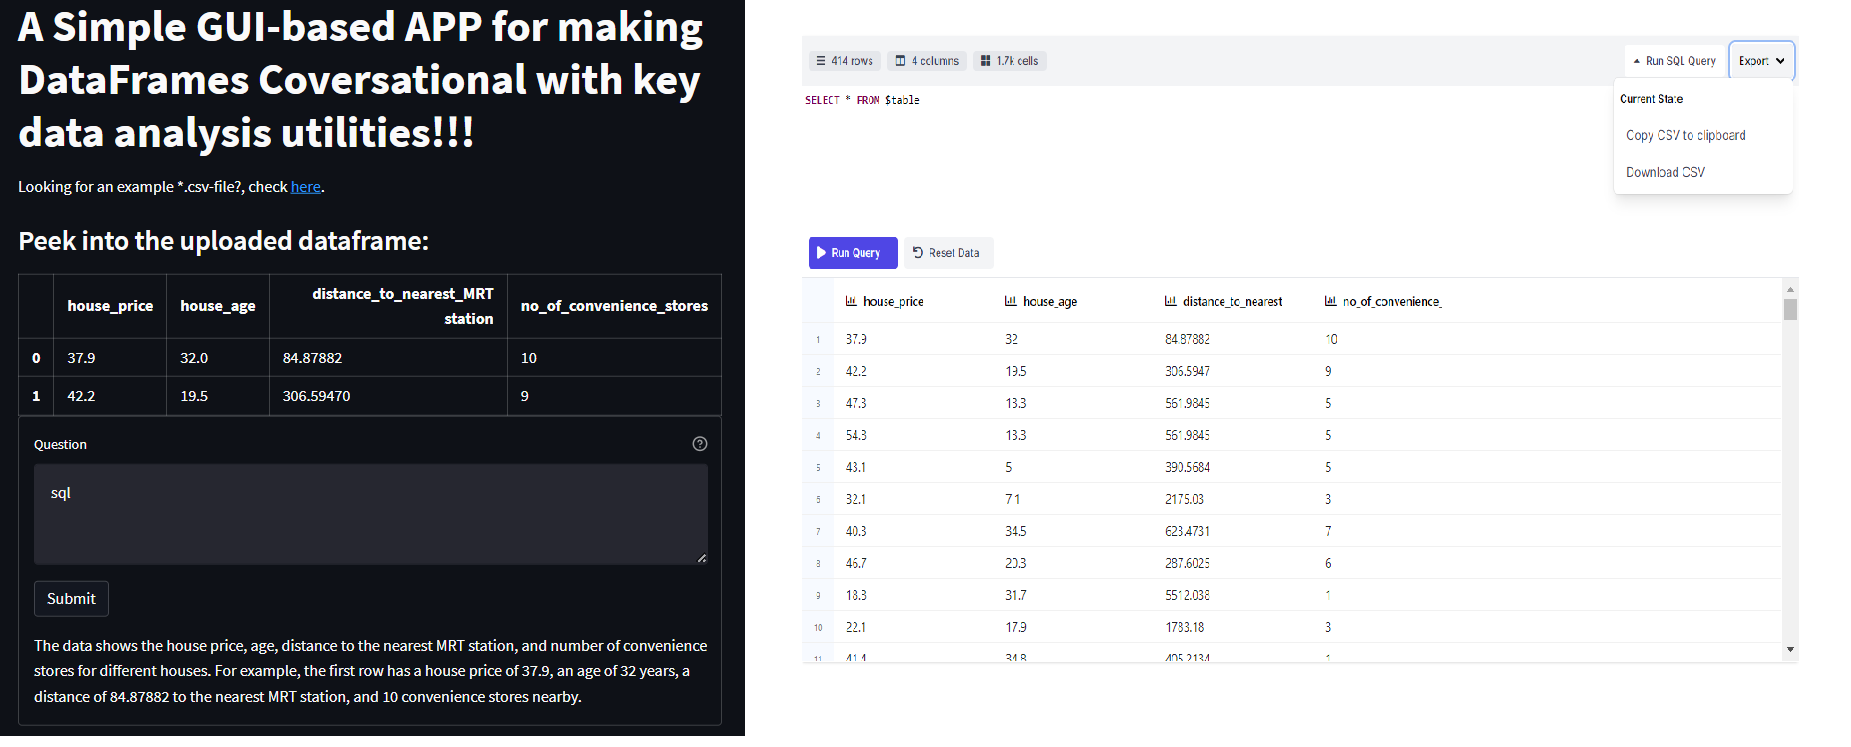 A Simple GUI-based APP for making
DataFrames Coversational with key
data analysis utilities!!!
Looking for an example *.csv-file?, check here.
Peek into the uploaded dataframe:
house_price house_age distance_to_nearest_MRT station no_of_convenience_stores
0 37.9 32.0 84.87882 10
1 42.2 19.5 306.59470 9
Question
sql
Submit
The data shows the house price, age, distance to the nearest MRT station, and number of convenience
stores for different houses. For example, the first row has a house price of 37.9, an age of 32 years, a
distance of 84.87882 to the nearest MRT station, and 10 convenience stores nearby.
414 rows 4 columns 1.7k cells Run SQL Query Export
SELECT * FROM $table
Current State
Copy CSV to clipboard
Download CSV
Run Query Reset Data
house_price house_age distance_to_nearest no_of_convenience_
1 37.9 32 84.87882 10
2 42.2 19.5 306.5947 9
3 47.3 13.3 561.9845 5
4 54.3 13.3 561.9845 5
5 43.1 5 390.5684 5
6 32.1 7.1 2175.03 3
7 40.3 34.5 623.4731 7
8 46.7 20.3 287.6025 6
9 18.3 31.7 5512.038 1
10 22.1 17.9 1783.18 3
11 41.4 34.8 405.2134 1